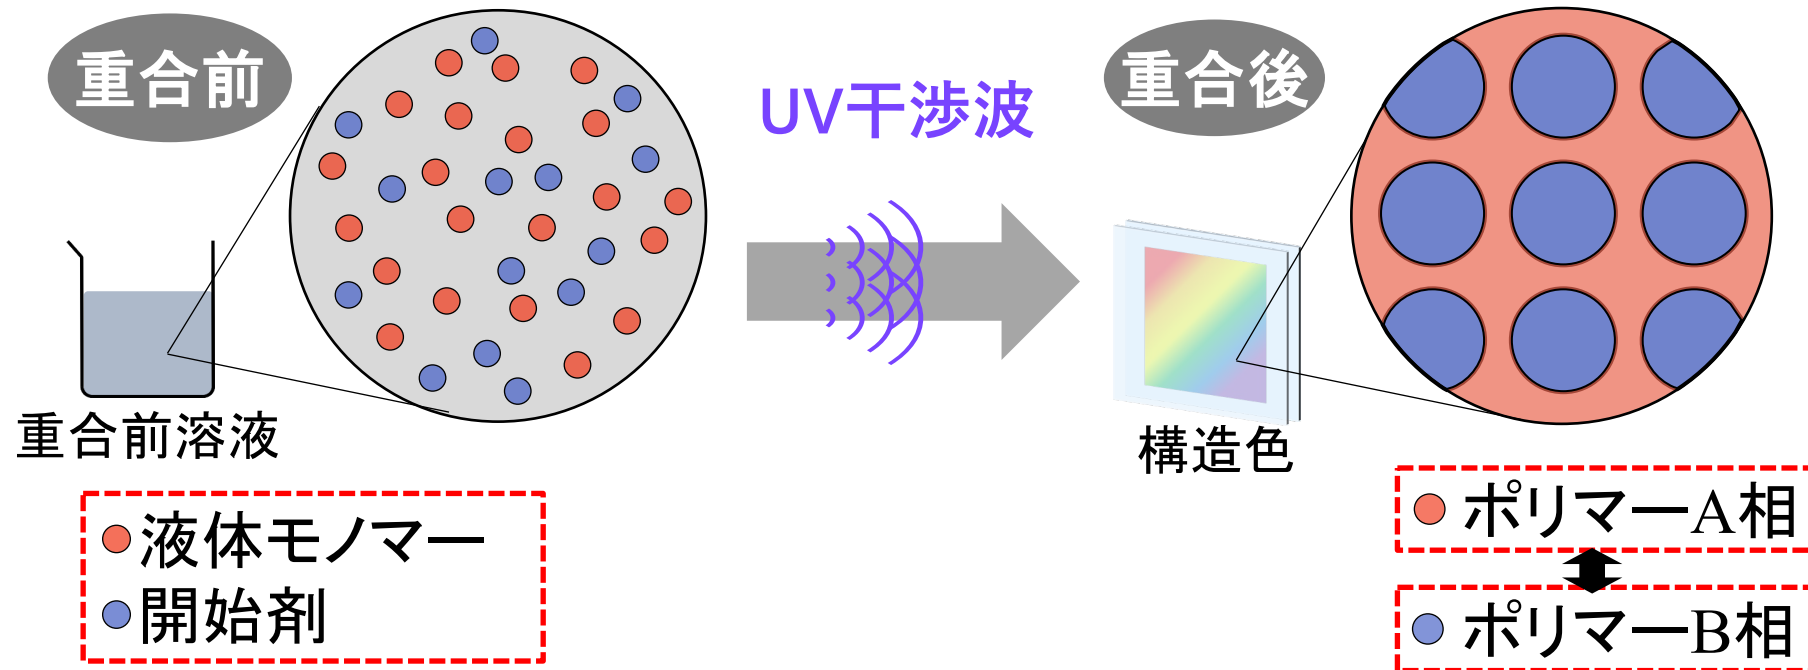 重合前
重合前溶液
液体モノマー
開始剤
UV干渉波
重合後
構造色
ポリマーA相
ポリマーB相